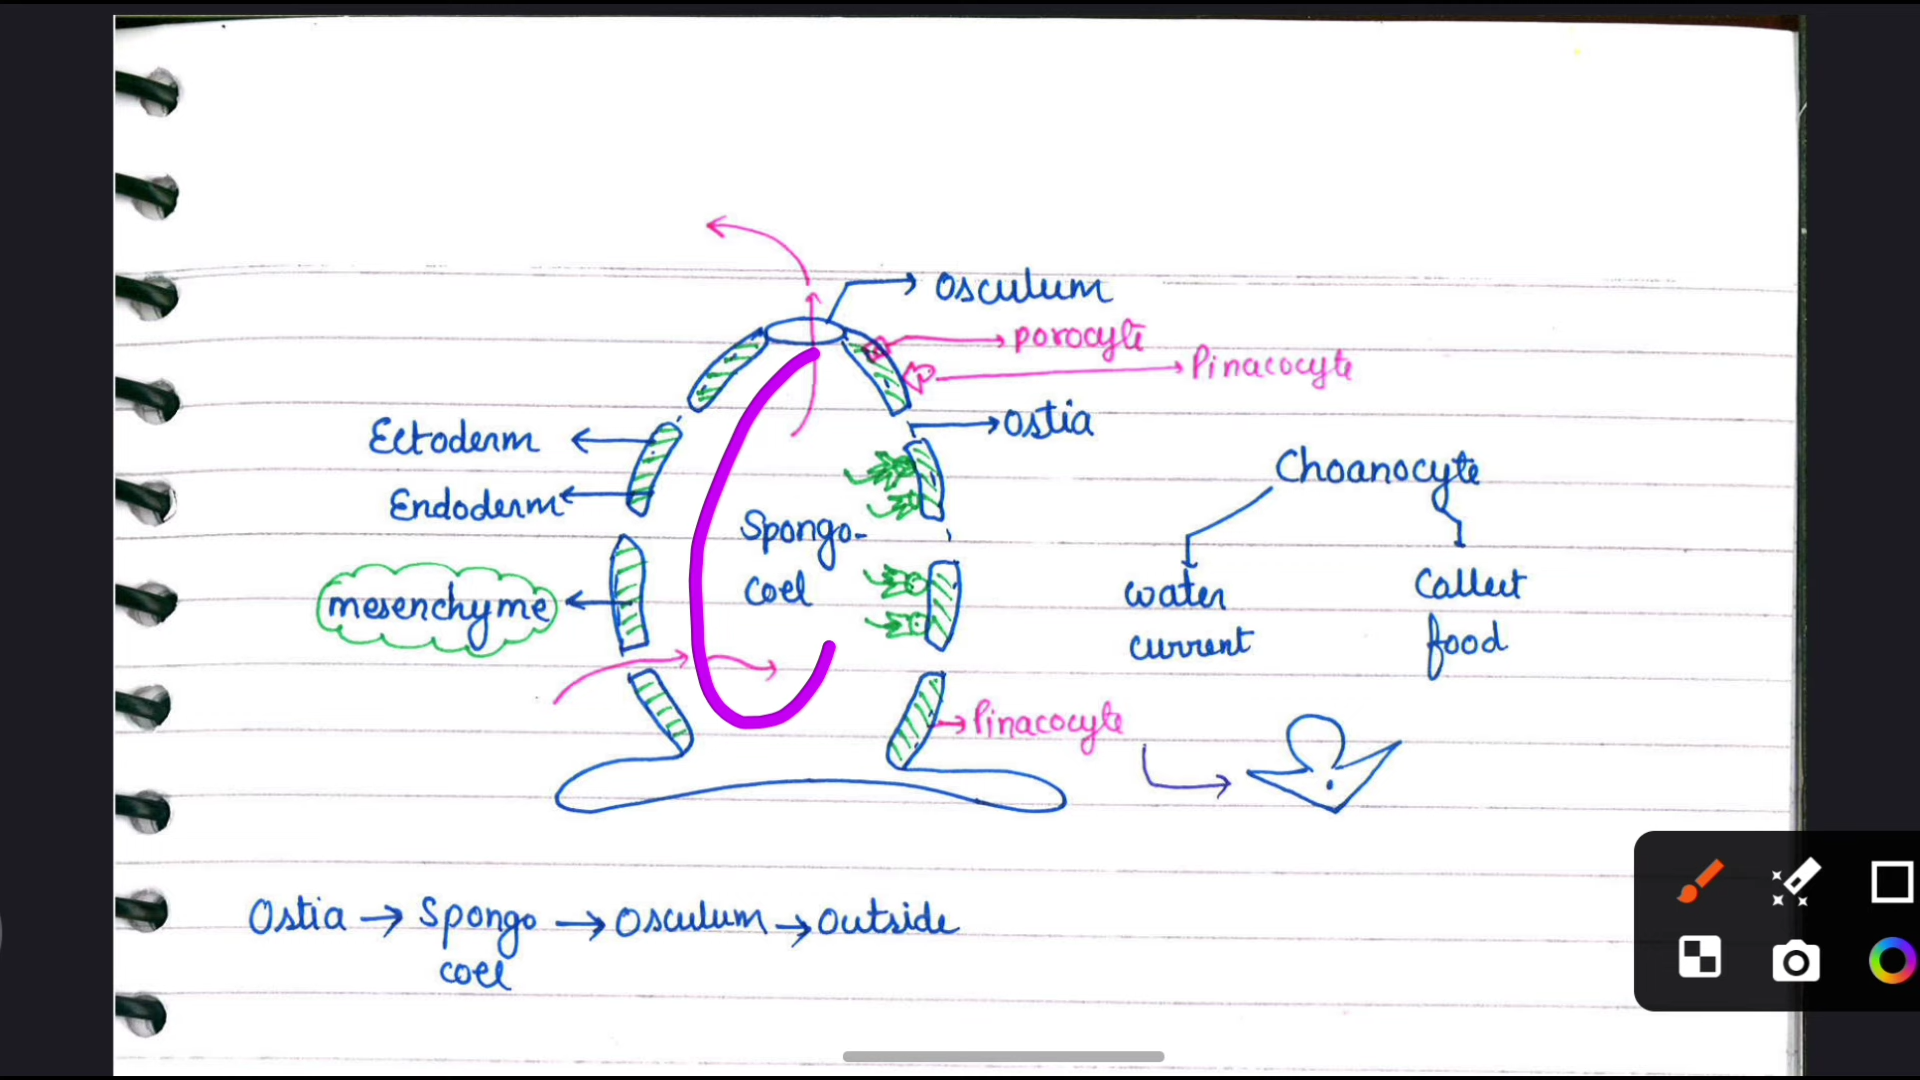 Osculum
porocyte
Pinacocyte
Ostia
Ectoderm
Endoderm
mesenchyme
Spongo-
coel
Choanocyte
water
current
Collect
food
Pinacocyte
Ostia → Spongo → Osculum → Outside
coel